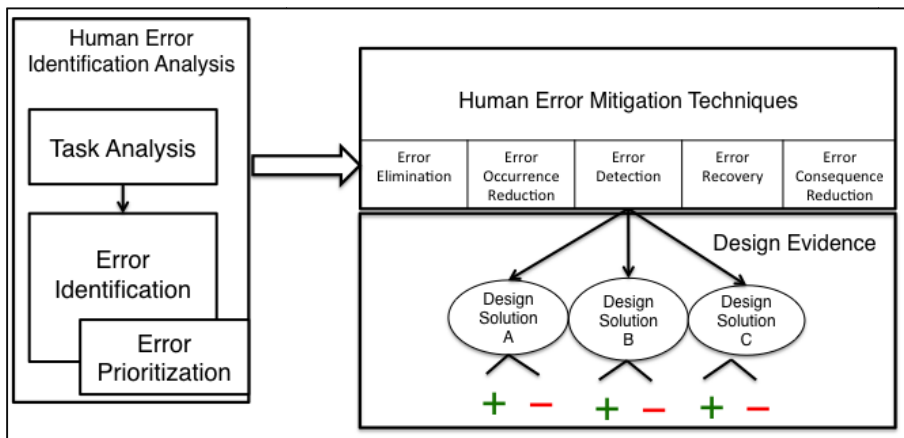 Human Error
Identification Analysis
Task Analysis
Error
Identification
Error
Prioritization
Human Error Mitigation Techniques
Error
Elimination
Error
Occurrence
Reduction
Error
Detection
Error
Recovery
Error
Consequence
Reduction
Design Evidence
Design
Solution
A
Design
Solution
B
Design
Solution
C
+ − + − + −